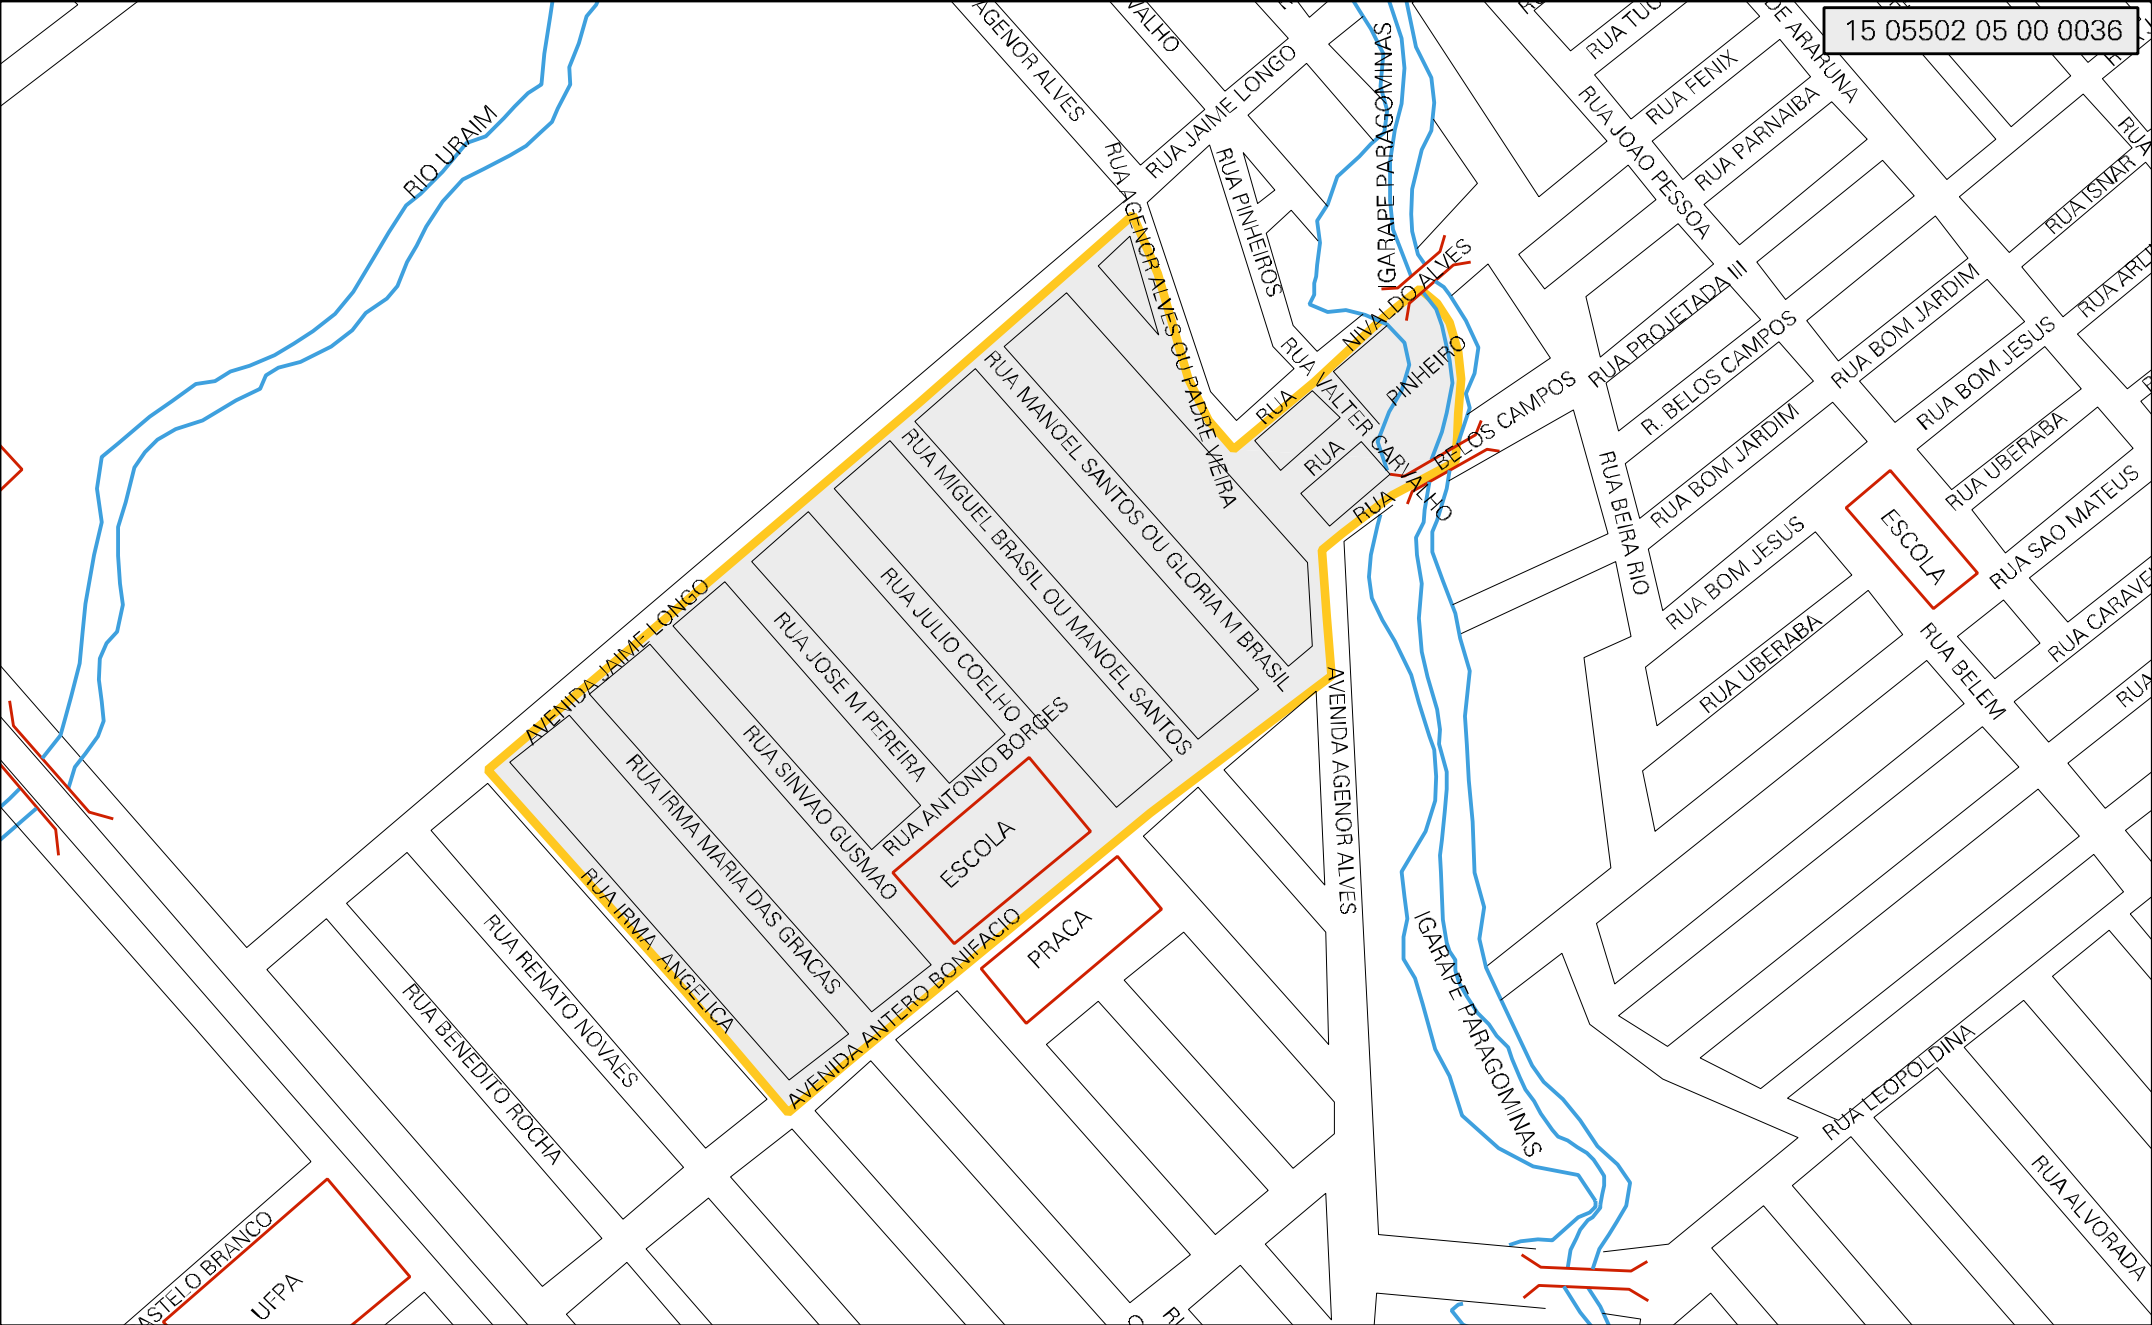 15 05502 05 00 0036
AGENOR ALVES
RUA JAIME LONGO
IGARAPE PARAGOMINAS
RUA FENIX
DE ARARUNA
RUA PARNAIBA
RUA JOAO PESSOA
RIO URAIM
RUA AGENOR ALVES OU PADRE VIEIRA
RUA PINHEIROS
RUA ISNAR
RUA NIVALDO ALVES
RUA PROJETADA III
RUA BOM JARDIM
RUA BOM JESUS
R. BELOS CAMPOS
RUA VALTER CARVALHO
RUA PINHEIRO
RUA BELOS CAMPOS
RUA MANOEL SANTOS OU GLORIA M BRASIL
RUA MIGUEL BRASIL OU MANOEL SANTOS
RUA BOM JARDIM
RUA UBERABA
RUA BEIRA RIO
RUA SAO MATEUS
ESCOLA
RUA BOM JESUS
RUA JULIO COELHO
RUA JOSE M PEREIRA
AVENIDA JAIME LONGO
RUA UBERABA
RUA BELEM
RUA ANTONIO BORGES
RUA SINVAO GUSMAO
RUA IRMA MARIA DAS GRACAS
AVENIDA AGENOR ALVES
ESCOLA
RUA IRMA ANGELICA
PRACA
AVENIDA ANTERO BONIFACIO
RUA RENATO NOVAES
RUA BENEDITO ROCHA
IGARAPE PARAGOMINAS
RUA LEOPOLDINA
RUA ALVORADA
UFPA